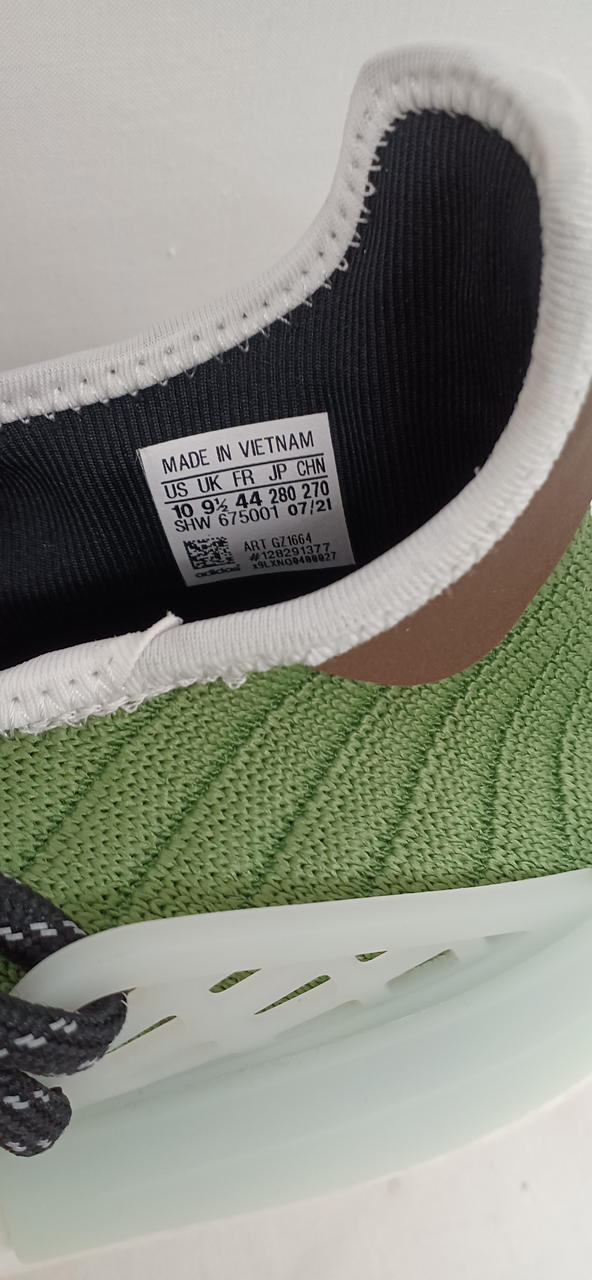 MADE IN VIETNAM
US UK FR JP CHN
10 9½ 44 280 270
SHW 675001 07/21
ART GZ1664
#128291377
x9LXNO0400027
adidas